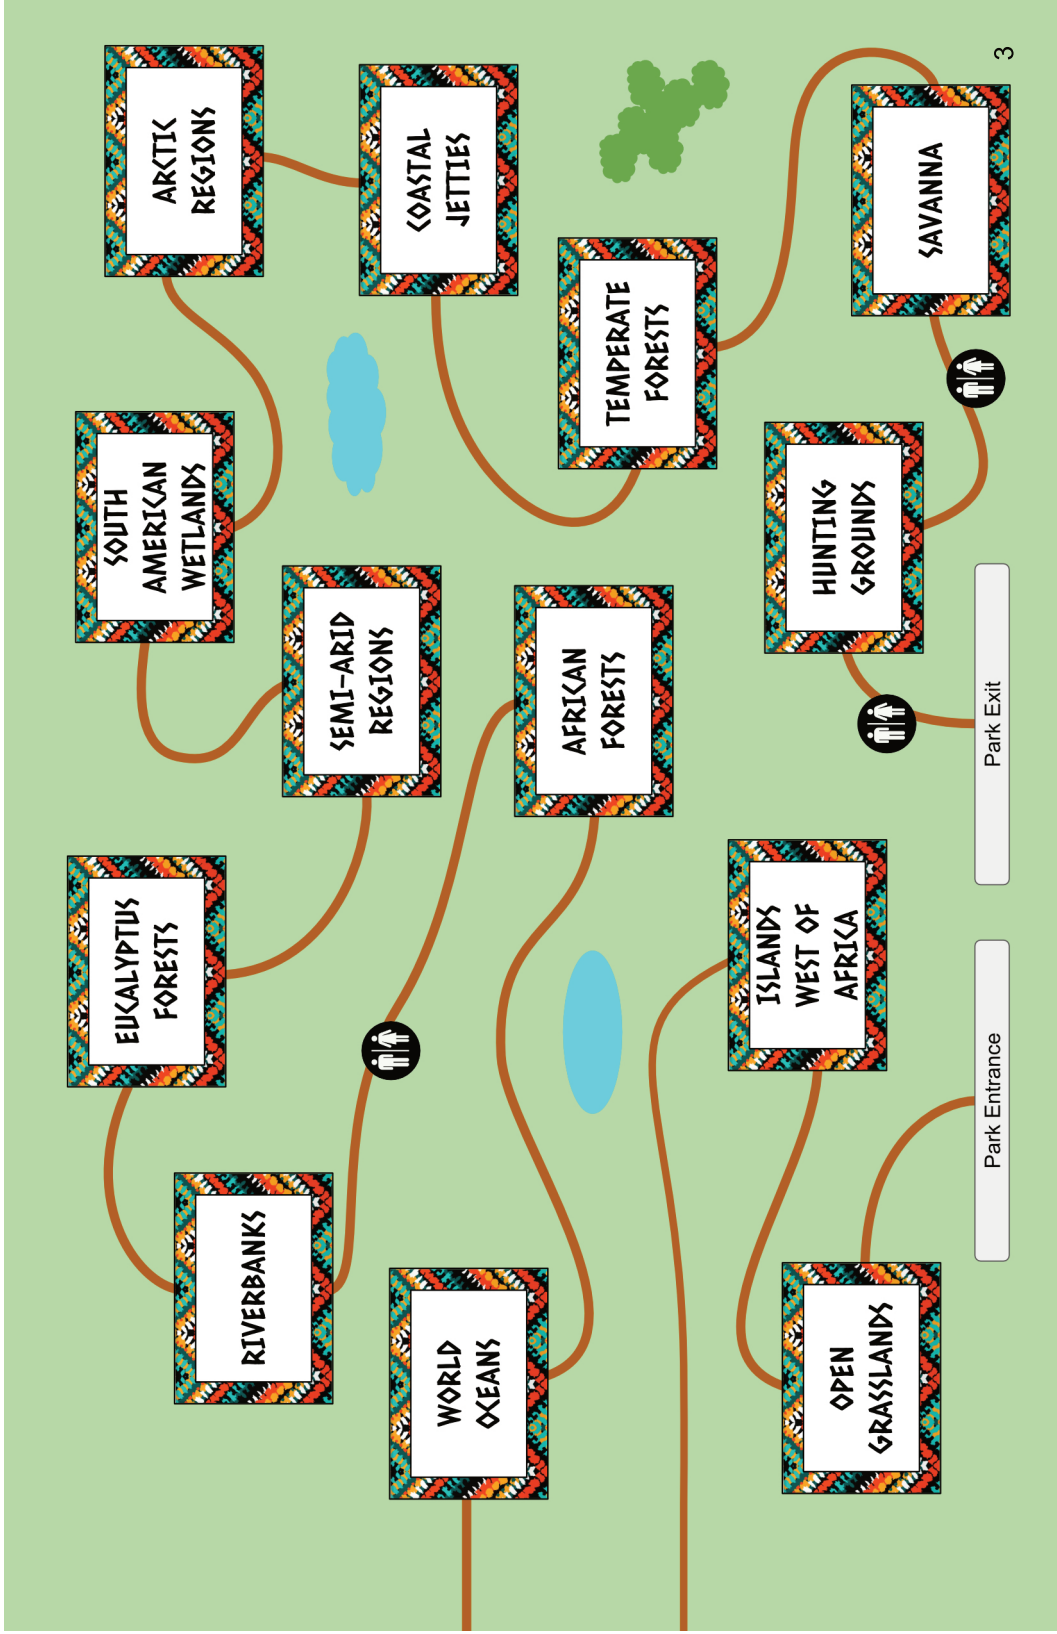 RIVERBANKS
EUCALYPTUS
FORESTS
SOUTH
AMERICAN
WETLANDS
ARCTIC
REGIONS
WORLD
OCEANS
SEMI-ARID
REGIONS
COASTAL
JETTIES
AFRICAN
FORESTS
TEMPERATE
FORESTS
OPEN
GRASSLANDS
ISLANDS
WEST OF
AFRICA
HUNTING
GROUNDS
SAVANNA
Park Entrance
Park Exit
3